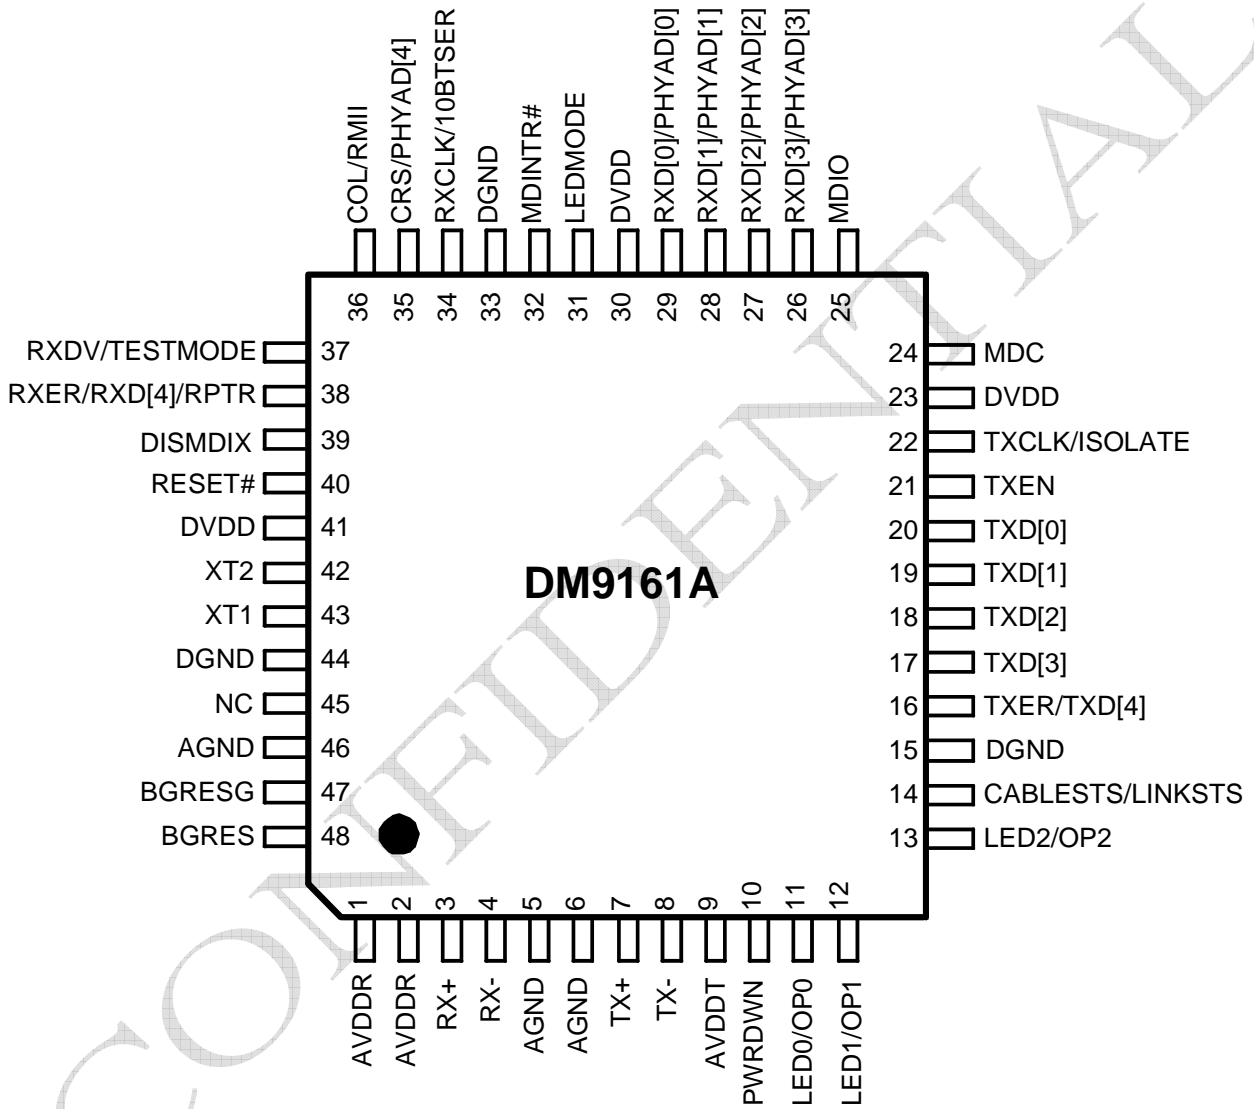 COL/RMII
CRS/PHYAD[4]
RXCLK/10BTSER
DGND
MDINTR#
LEDMODE
DVDD
RXD[0]/PHYAD[0]
RXD[1]/PHYAD[1]
RXD[2]/PHYAD[2]
RXD[3]/PHYAD[3]
MDIO
36
35
34
33
32
31
30
29
28
27
26
25
RXDV/TESTMODE 37
RXER/RXD[4]/RPTR 38
DISMDIX 39
RESET# 40
DVDD 41
XT2 42
XT1 43
DGND 44
NC 45
AGND 46
BGRESG 47
BGRES 48
DM9161A
24 MDC
23 DVDD
22 TXCLK/ISOLATE
21 TXEN
20 TXD[0]
19 TXD[1]
18 TXD[2]
17 TXD[3]
16 TXER/TXD[4]
15 DGND
14 CABLESTS/LINKSTS
13 LED2/OP2
1
2
3
4
5
6
7
8
9
10
11
12
AVDDR
AVDDR
RX+
RX-
AGND
AGND
TX+
TX-
AVDDT
PWRDWN
LED0/OP0
LED1/OP1
CONFIDENTIAL